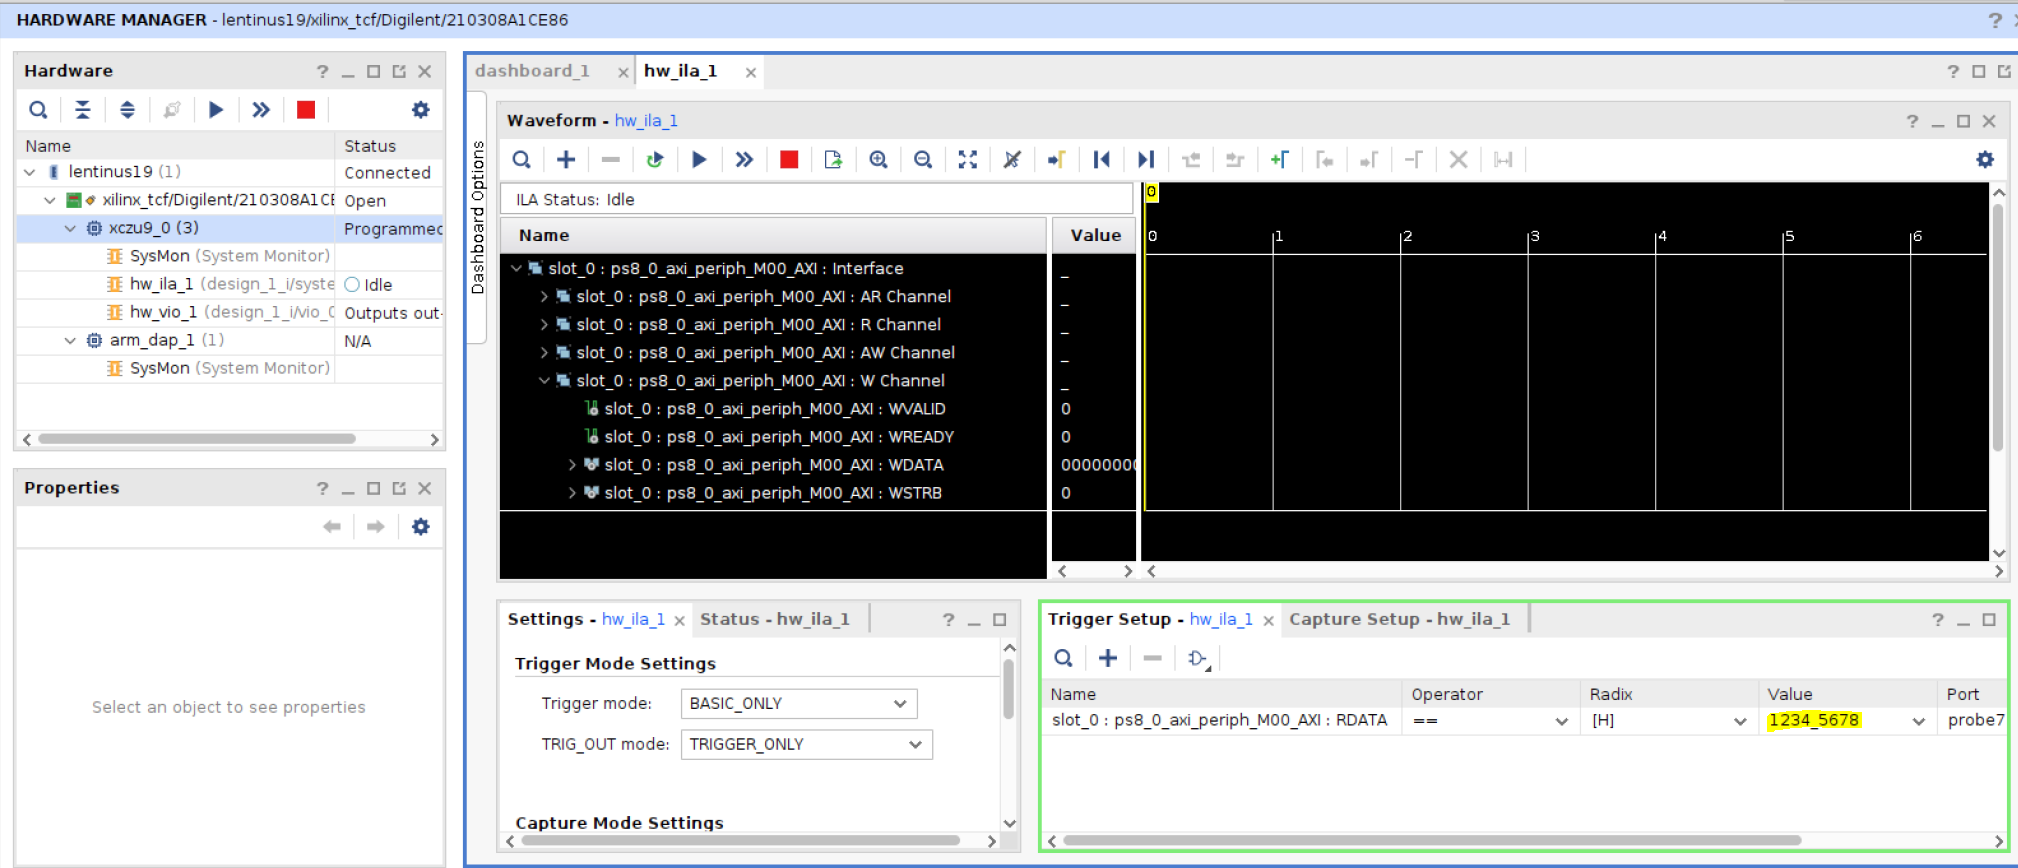 HARDWARE MANAGER - lentinus19/xilinx_tcf/Digilent/210308A1CE86
Hardware
Name Status
lentinus19 (1) Connected
xilinx_tcf/Digilent/210308A1CE Open
xczu9_0 (3) Programmed
SysMon (System Monitor)
hw_ila_1 (design_1_i/syste Idle
hw_vio_1 (design_1_i/vio_0 Outputs out-
arm_dap_1 (1) N/A
SysMon (System Monitor)
Properties
Select an object to see properties
dashboard_1 hw_ila_1
Dashboard Options
Waveform - hw_ila_1
ILA Status: Idle
Name Value
slot_0 : ps8_0_axi_periph_M00_AXI : Interface _
slot_0 : ps8_0_axi_periph_M00_AXI : AR Channel _
slot_0 : ps8_0_axi_periph_M00_AXI : R Channel _
slot_0 : ps8_0_axi_periph_M00_AXI : AW Channel _
slot_0 : ps8_0_axi_periph_M00_AXI : W Channel _
slot_0 : ps8_0_axi_periph_M00_AXI : WVALID 0
slot_0 : ps8_0_axi_periph_M00_AXI : WREADY 0
slot_0 : ps8_0_axi_periph_M00_AXI : WDATA 00000000
slot_0 : ps8_0_axi_periph_M00_AXI : WSTRB 0
0
0 1 2 3 4 5 6
Settings - hw_ila_1 Status - hw_ila_1
Trigger Mode Settings
Trigger mode: BASIC_ONLY
TRIG_OUT mode: TRIGGER_ONLY
Capture Mode Settings
Trigger Setup - hw_ila_1 Capture Setup - hw_ila_1
Name Operator Radix Value Port
slot_0 : ps8_0_axi_periph_M00_AXI : RDATA == [H] 1234_5678 probe7